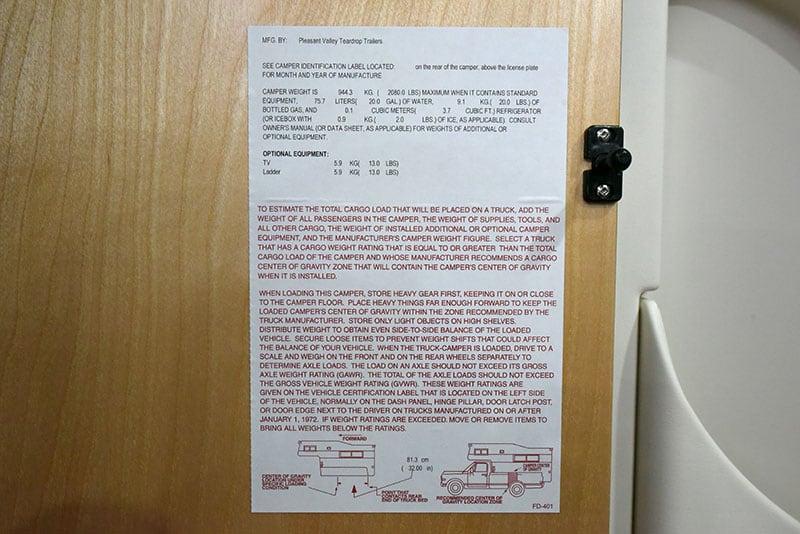 MFG. BY: Pleasant Valley Teardrop Trailers
SEE CAMPER IDENTIFICATION LABEL LOCATED: on the rear of the camper, above the license plate
FOR MONTH AND YEAR OF MANUFACTURE
CAMPER WEIGHT IS 944.3 KG. ( 2080.0 LBS) MAXIMUM WHEN IT CONTAINS STANDARD
EQUIPMENT, 75.7 LITERS( 20.0 GAL) OF WATER, 9.1 KG.( 20.0 LBS.) OF
BOTTLED GAS, AND 0.1 CUBIC METERS( 3.7 CUBIC FT.) REFRIGERATOR
(OR ICEBOX WITH 0.9 KG.( 2.0 LBS.) OF ICE, AS APPLICABLE). CONSULT
OWNER'S MANUAL (OR DATA SHEET, AS APPLICABLE) FOR WEIGHTS OF ADDITIONAL OR
OPTIONAL EQUIPMENT.
OPTIONAL EQUIPMENT:
TV 5.9 KG( 13.0 LBS)
Ladder 5.9 KG( 13.0 LBS)
TO ESTIMATE THE TOTAL CARGO LOAD THAT WILL BE PLACED ON A TRUCK, ADD THE
WEIGHT OF ALL PASSENGERS IN THE CAMPER, THE WEIGHT OF SUPPLIES, TOOLS, AND
ALL OTHER CARGO, THE WEIGHT OF INSTALLED ADDITIONAL OR OPTIONAL CAMPER
EQUIPMENT, AND THE MANUFACTURER'S CAMPER WEIGHT FIGURE. SELECT A TRUCK
THAT HAS A CARGO WEIGHT RATING THAT IS EQUAL TO OR GREATER THAN THE TOTAL
CARGO LOAD OF THE CAMPER AND WHOSE MANUFACTURER RECOMMENDS A CARGO
CENTER OF GRAVITY ZONE THAT WILL CONTAIN THE CAMPER'S CENTER OF GRAVITY
WHEN IT IS INSTALLED.
WHEN LOADING THIS CAMPER, STORE HEAVY GEAR FIRST, KEEPING IT ON OR CLOSE
TO THE CAMPER FLOOR. PLACE HEAVY THINGS FAR ENOUGH FORWARD TO KEEP THE
LOADED CAMPER'S CENTER OF GRAVITY WITHIN THE ZONE RECOMMENDED BY THE
TRUCK MANUFACTURER. STORE ONLY LIGHT OBJECTS ON HIGH SHELVES.
DISTRIBUTE WEIGHT TO OBTAIN EVEN SIDE-TO-SIDE BALANCE OF THE LOADED
VEHICLE. SECURE LOOSE ITEMS TO PREVENT WEIGHT SHIFTS THAT COULD AFFECT
THE BALANCE OF YOUR VEHICLE. WHEN THE TRUCK-CAMPER IS LOADED, DRIVE TO A
SCALE AND WEIGH ON THE FRONT AND ON THE REAR WHEELS SEPARATELY TO
DETERMINE AXLE LOADS. THE LOAD ON AN AXLE SHOULD NOT EXCEED ITS GROSS
AXLE WEIGHT RATING (GAWR). THE TOTAL OF THE AXLE LOADS SHOULD NOT EXCEED
THE GROSS VEHICLE WEIGHT RATING (GVWR). THESE WEIGHT RATINGS ARE
GIVEN ON THE VEHICLE CERTIFICATION LABEL THAT IS LOCATED ON THE LEFT SIDE
OF THE VEHICLE, NORMALLY ON THE DASH PANEL, HINGE PILLAR, DOOR LATCH POST,
OR DOOR EDGE NEXT TO THE DRIVER ON TRUCKS MANUFACTURED ON OR AFTER
JANUARY 1, 1972. IF WEIGHT RATINGS ARE EXCEEDED. MOVE OR REMOVE ITEMS TO
BRING ALL WEIGHTS BELOW THE RATINGS.
FORWARD
81.3 cm
( 32.00 in)
CENTER OF GRAVITY
LOCATION UNDER
SPECIFIC LOADING
CONDITION
POINT THAT
CONTACTS REAR
END OF TRUCK BED
CAMPER CENTER
OF GRAVITY
RECOMMENDED CENTER OF
GRAVITY LOCATION ZONE
FD-401